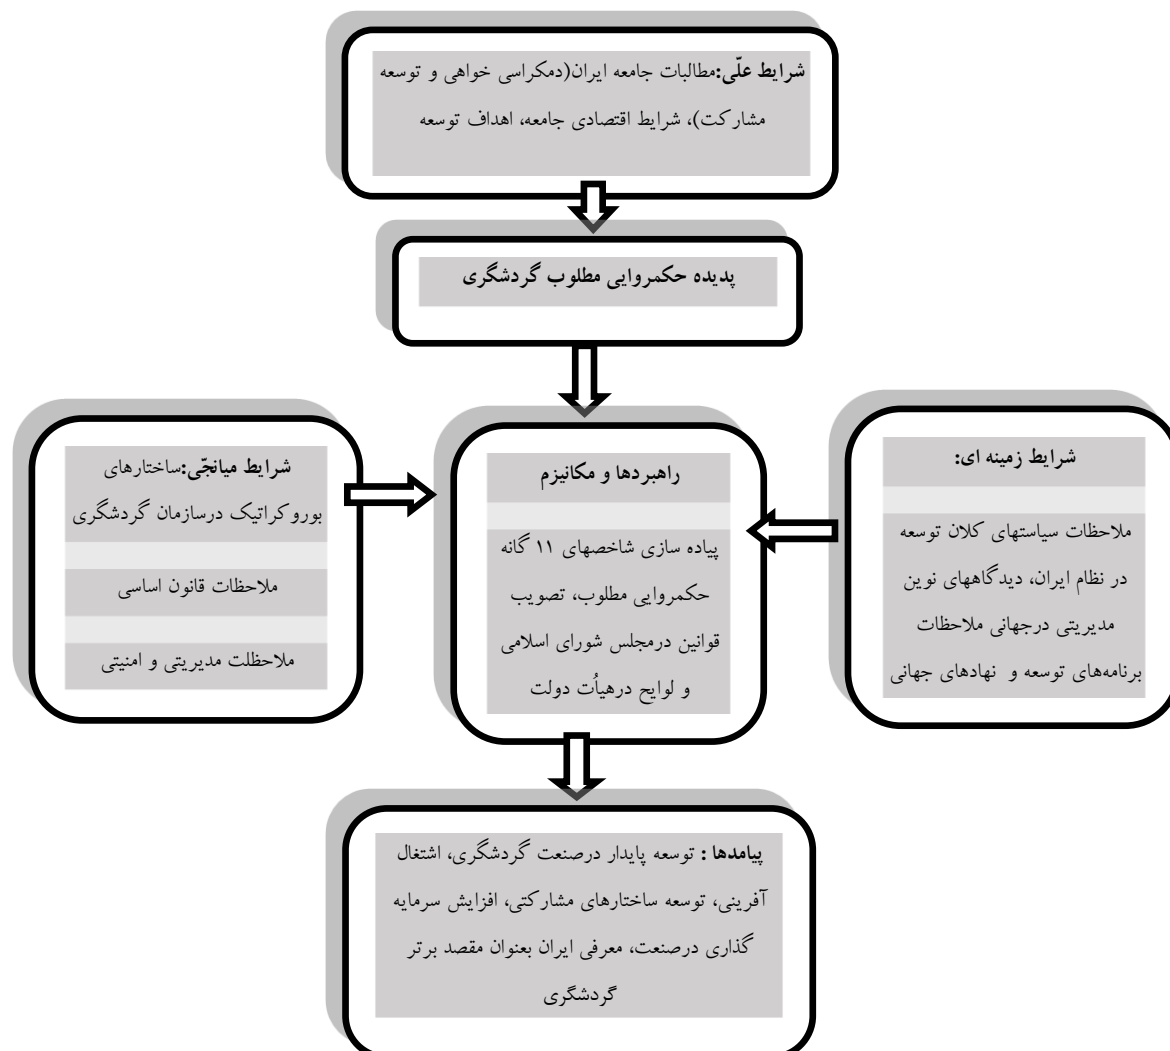 شرایط علّی:مطالبات جامعه ایران(دمکراسی خواهی و توسعه
مشارکت)، شرایط اقتصادی جامعه، اهداف توسعه
پدیده حکمروایی مطلوب گردشگری
شرایط زمینه ای:
ملاحظات سیاستهای کلان توسعه
در نظام ایران، دیدگاههای نوین
مدیریتی درجهانی ملاحظات
برنامه‌های توسعه و نهادهای جهانی
راهبردها و مکانیزم
پیاده سازی شاخصهای ۱۱ گانه
حکمروایی مطلوب، تصویب
قوانین درمجلس شورای اسلامی
و لوایح درهیأت دولت
شرایط میانجّی:ساختارهای
بوروکراتیک درسازمان گردشگری
ملاحظات قانون اساسی
ملاحظلت مدیریتی و امنیتی
پیامدها : توسعه پایدار درصنعت گردشگری، اشتغال
آفرینی، توسعه ساختارهای مشارکتی، افزایش سرمایه
گذاری درصنعت، معرفی ایران بعنوان مقصد برتر
گردشگری